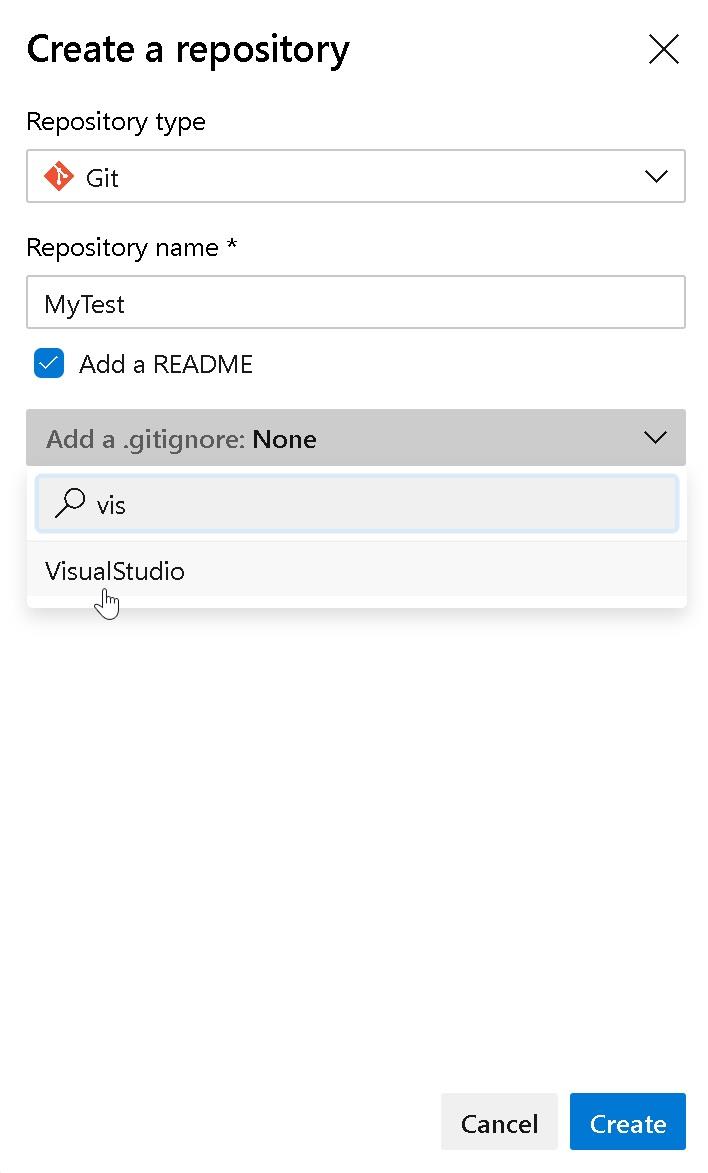 Create a repository
Repository type
Git
Repository name *
MyTest
Add a README
Add a .gitignore: None
vis
VisualStudio
Cancel Create